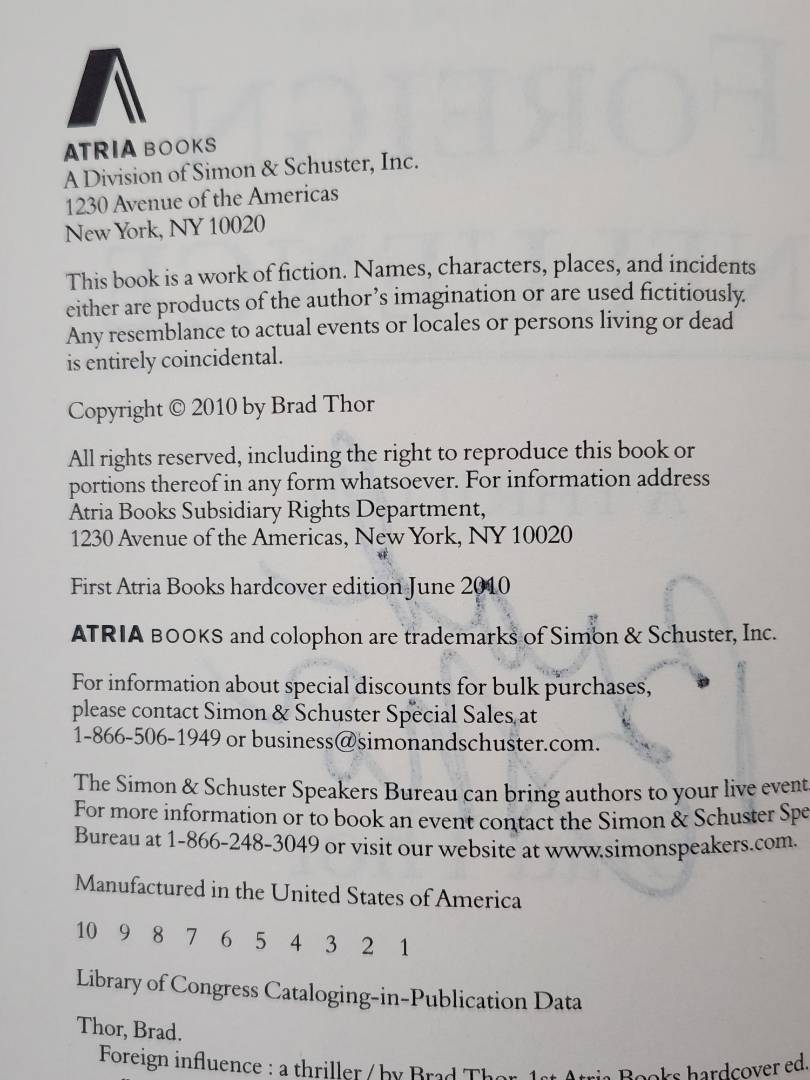 ATRIA BOOKS
A Division of Simon & Schuster, Inc.
1230 Avenue of the Americas
New York, NY 10020
This book is a work of fiction. Names, characters, places, and incidents
either are products of the author's imagination or are used fictitiously.
Any resemblance to actual events or locales or persons living or dead
is entirely coincidental.
Copyright © 2010 by Brad Thor
All rights reserved, including the right to reproduce this book or
portions thereof in any form whatsoever. For information address
Atria Books Subsidiary Rights Department,
1230 Avenue of the Americas, New York, NY 10020
First Atria Books hardcover edition June 2010
ATRIA BOOKS and colophon are trademarks of Simon & Schuster, Inc.
For information about special discounts for bulk purchases,
please contact Simon & Schuster Special Sales at
1-866-506-1949 or business@simonandschuster.com.
The Simon & Schuster Speakers Bureau can bring authors to your live event.
For more information or to book an event contact the Simon & Schuster Spe
Bureau at 1-866-248-3049 or visit our website at www.simonspeakers.com.
Manufactured in the United States of America
10 9 8 7 6 5 4 3 2 1
Library of Congress Cataloging-in-Publication Data
Thor, Brad.
Foreign influence : a thriller / by Brad Thor. 1st Atria Books hardcover ed.